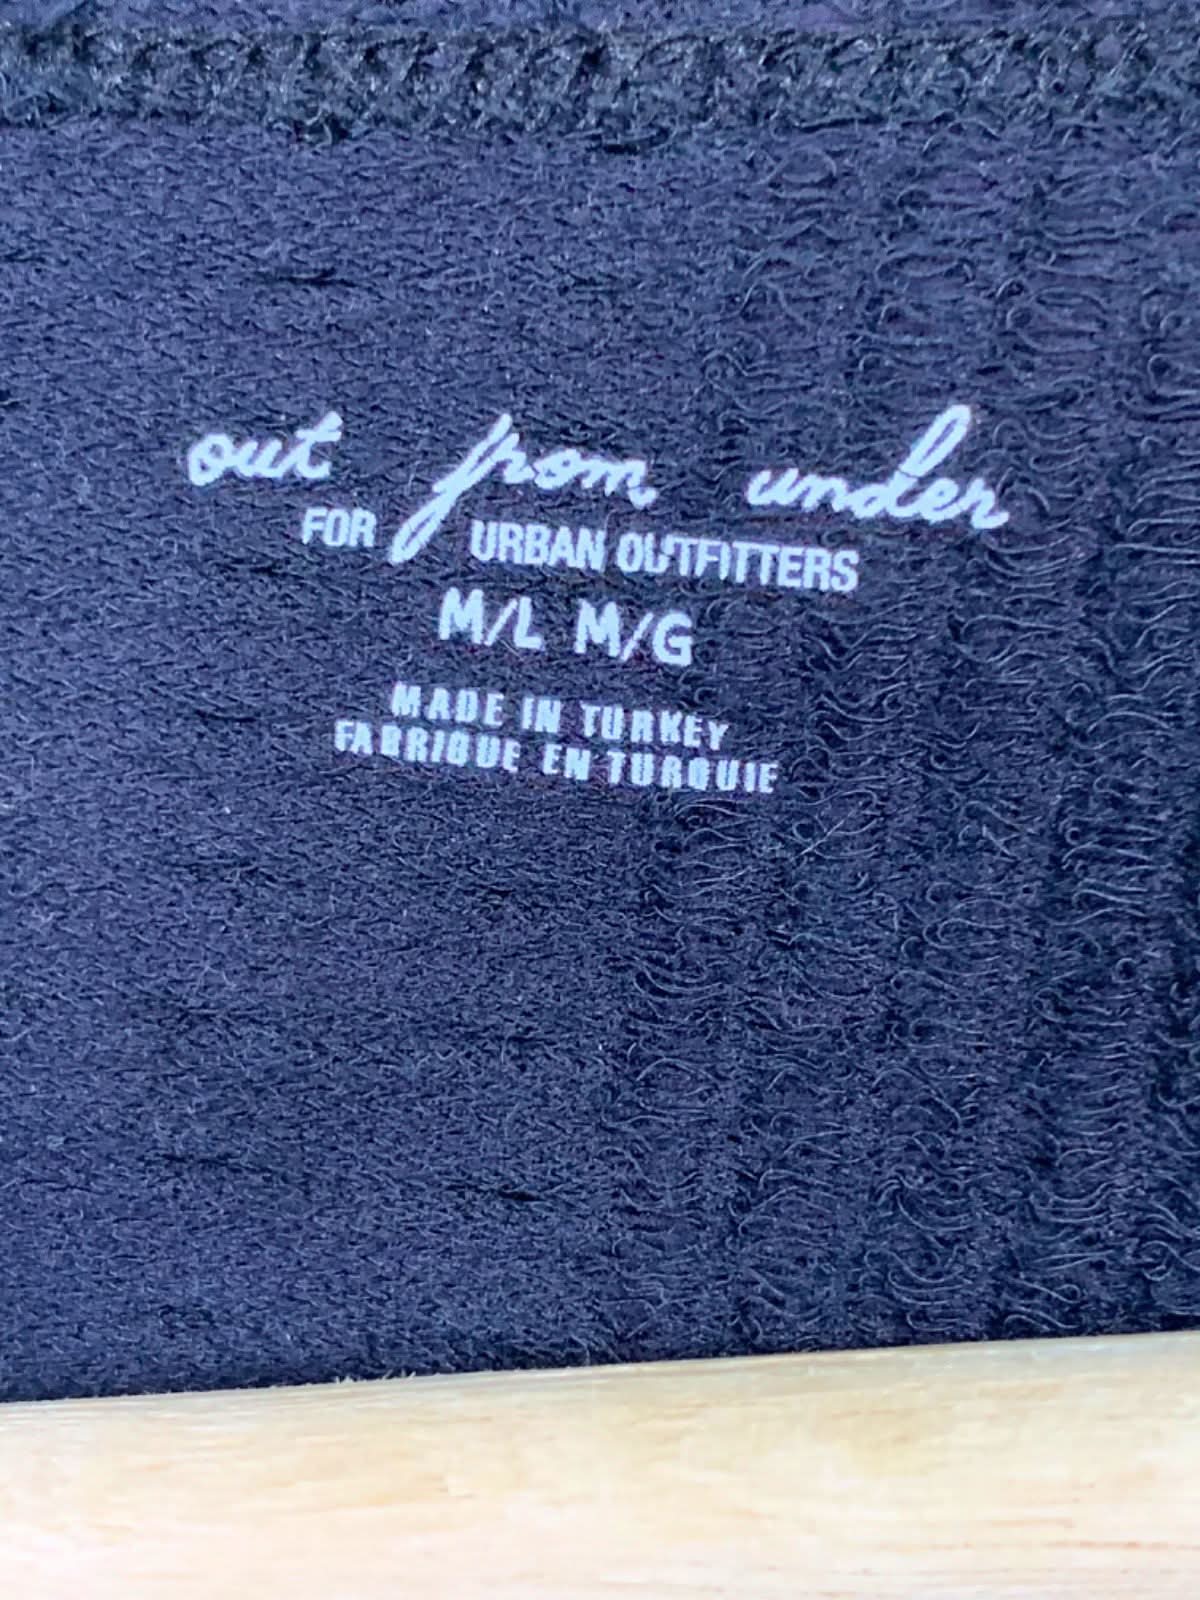 out from under
FOR URBAN OUTFITTERS
M/L M/G
MADE IN TURKEY
FABRIQUE EN TURQUIE